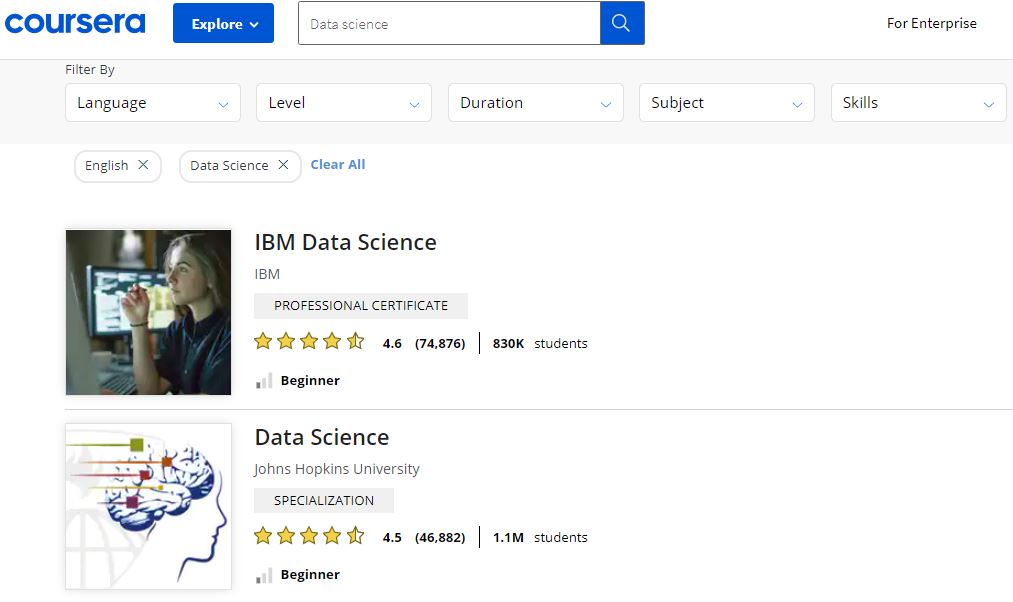 coursera
Explore
Data science
For Enterprise
Filter By
Language
Level
Duration
Subject
Skills
English
Data Science
Clear All
IBM Data Science
IBM
PROFESSIONAL CERTIFICATE
4.6 (74,876) 830K students
Beginner
Data Science
Johns Hopkins University
SPECIALIZATION
4.5 (46,882) 1.1M students
Beginner